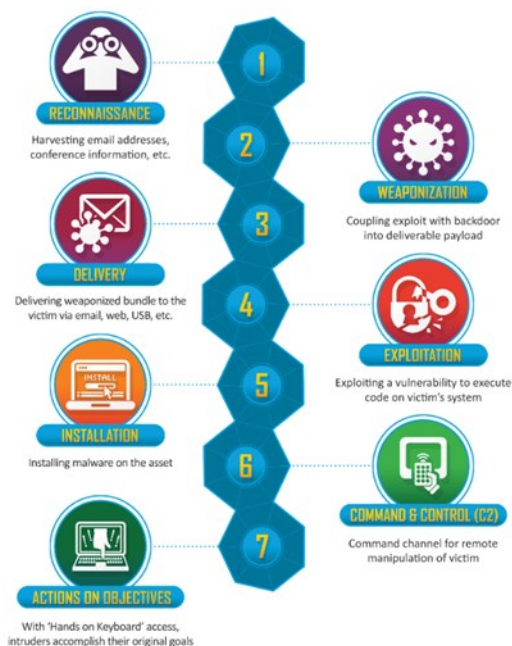 1
RECONNAISSANCE
Harvesting email addresses,
conference information, etc.
2
WEAPONIZATION
Coupling exploit with backdoor
into deliverable payload
3
DELIVERY
Delivering weaponized bundle to the
victim via email, web, USB, etc.
4
EXPLOITATION
Exploiting a vulnerability to execute
code on victim's system
5
INSTALL
INSTALLATION
Installing malware on the asset
6
COMMAND & CONTROL (C2)
Command channel for remote
manipulation of victim
7
ACTIONS ON OBJECTIVES
With 'Hands on Keyboard' access,
intruders accomplish their original goals